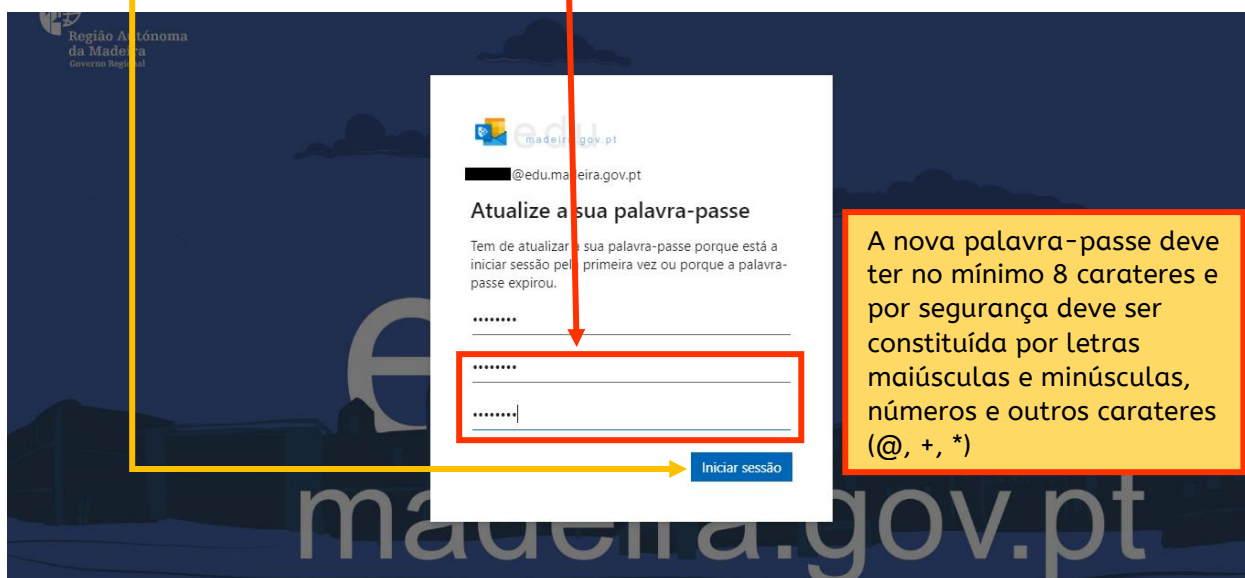 Região Autónoma
da Madeira
Governo Regional
edu
madeira.gov.pt
@edu.madeira.gov.pt
Atualize a sua palavra-passe
Tem de atualizar a sua palavra-passe porque está a
iniciar sessão pela primeira vez ou porque a palavra-
passe expirou.
Iniciar sessão
A nova palavra-passe deve
ter no mínimo 8 carateres e
por segurança deve ser
constituída por letras
maiúsculas e minúsculas,
números e outros carateres
(@, +, *)
madeira.gov.pt